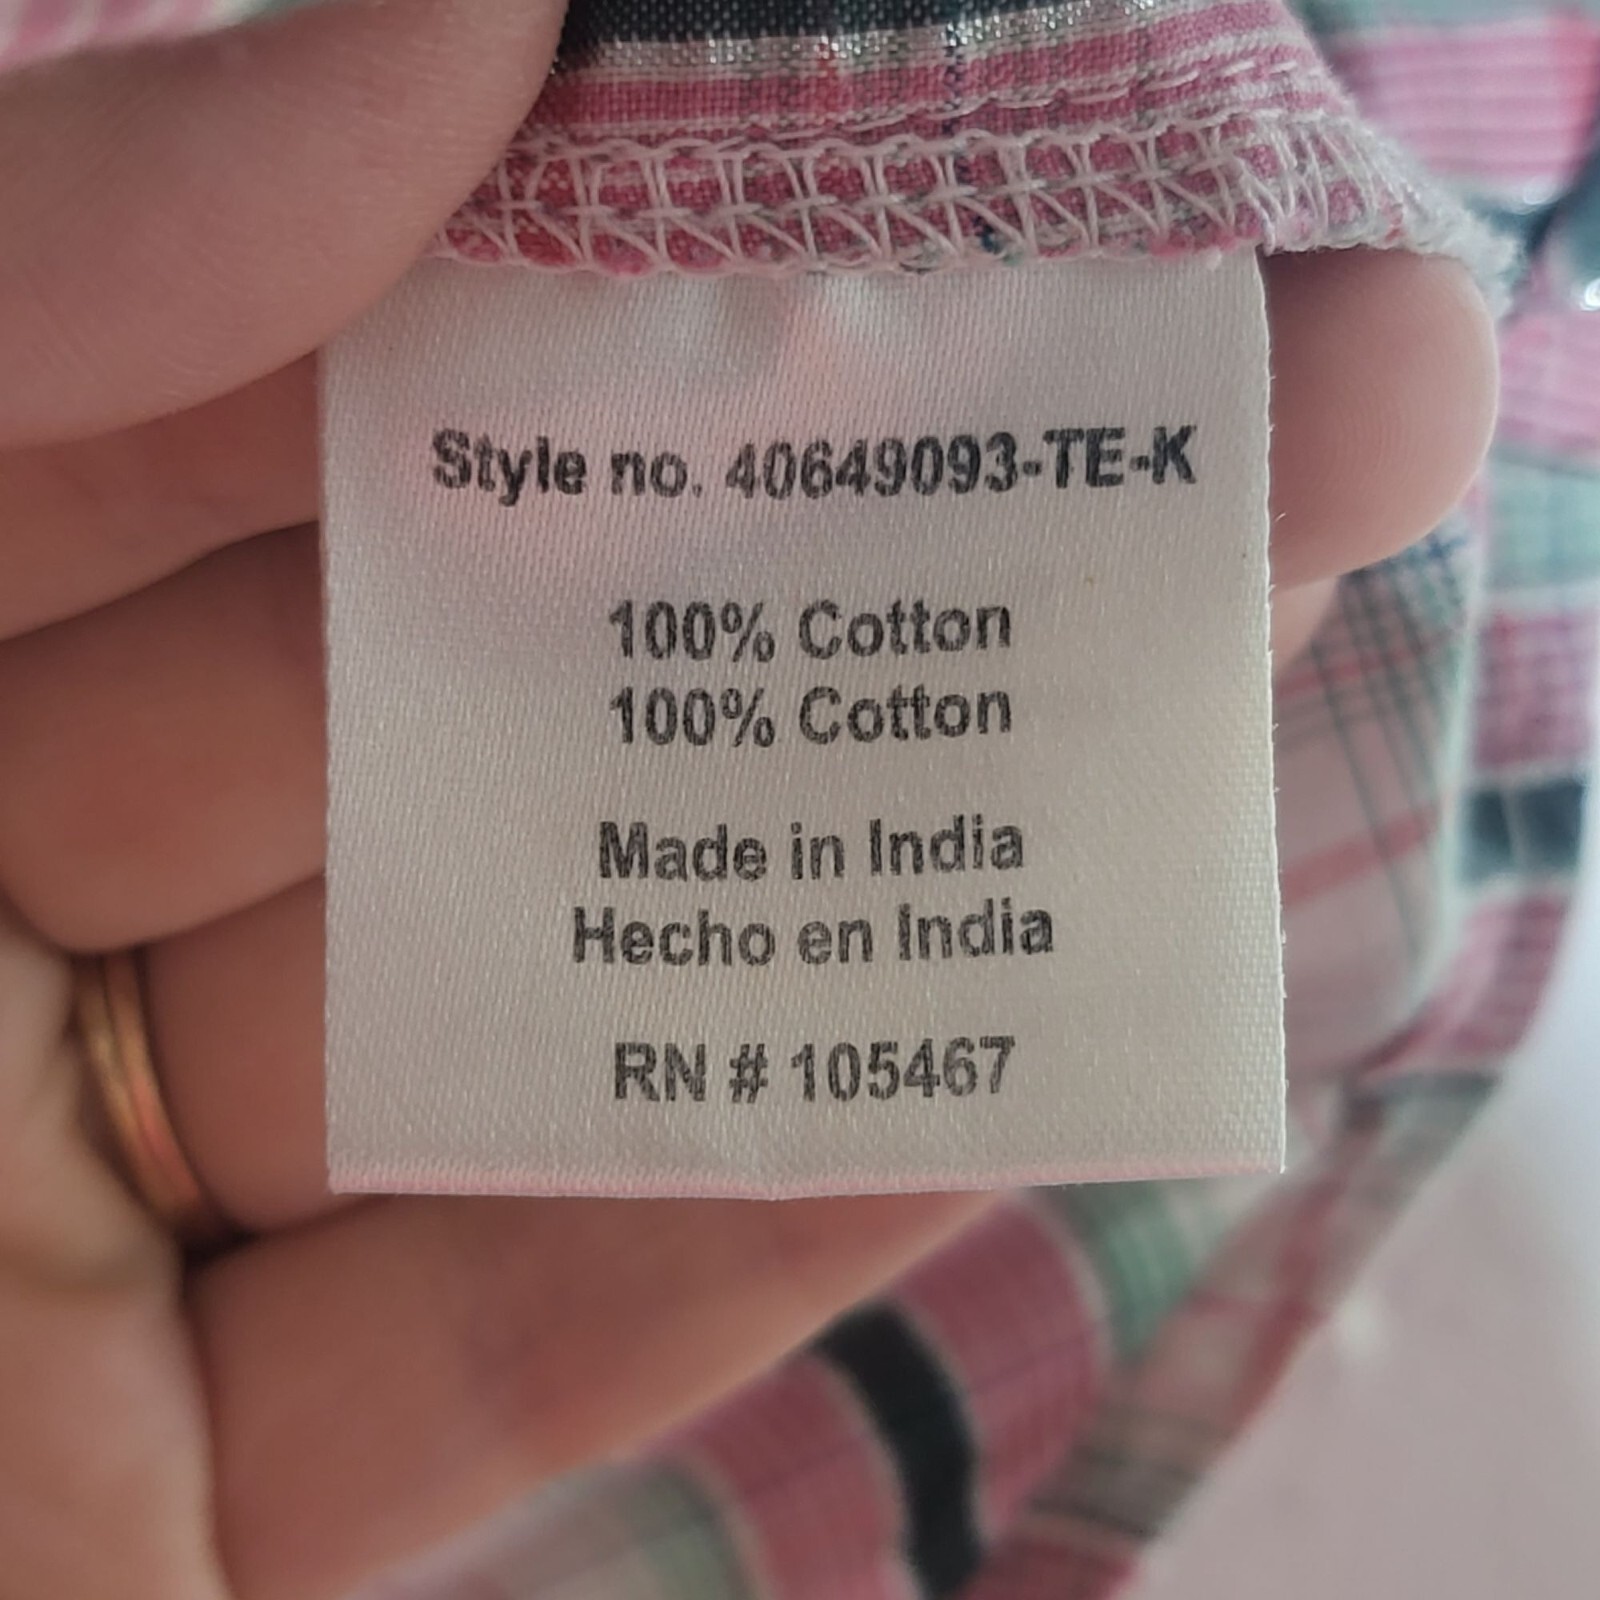 Style no. 40649093-TE-K
100% Cotton
100% Cotton
Made in India
Hecho en India
RN # 105467